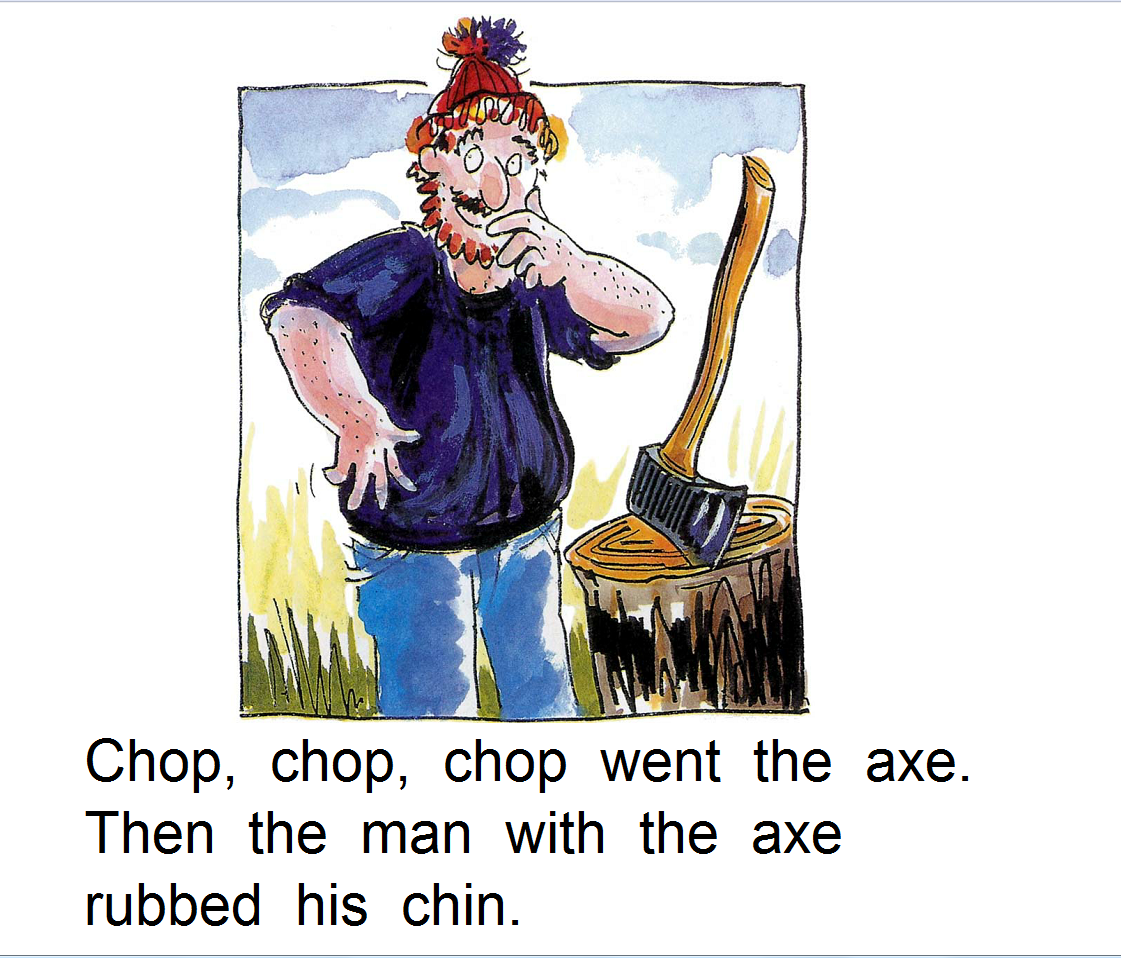 Chop, chop, chop went the axe.
Then the man with the axe
rubbed his chin.